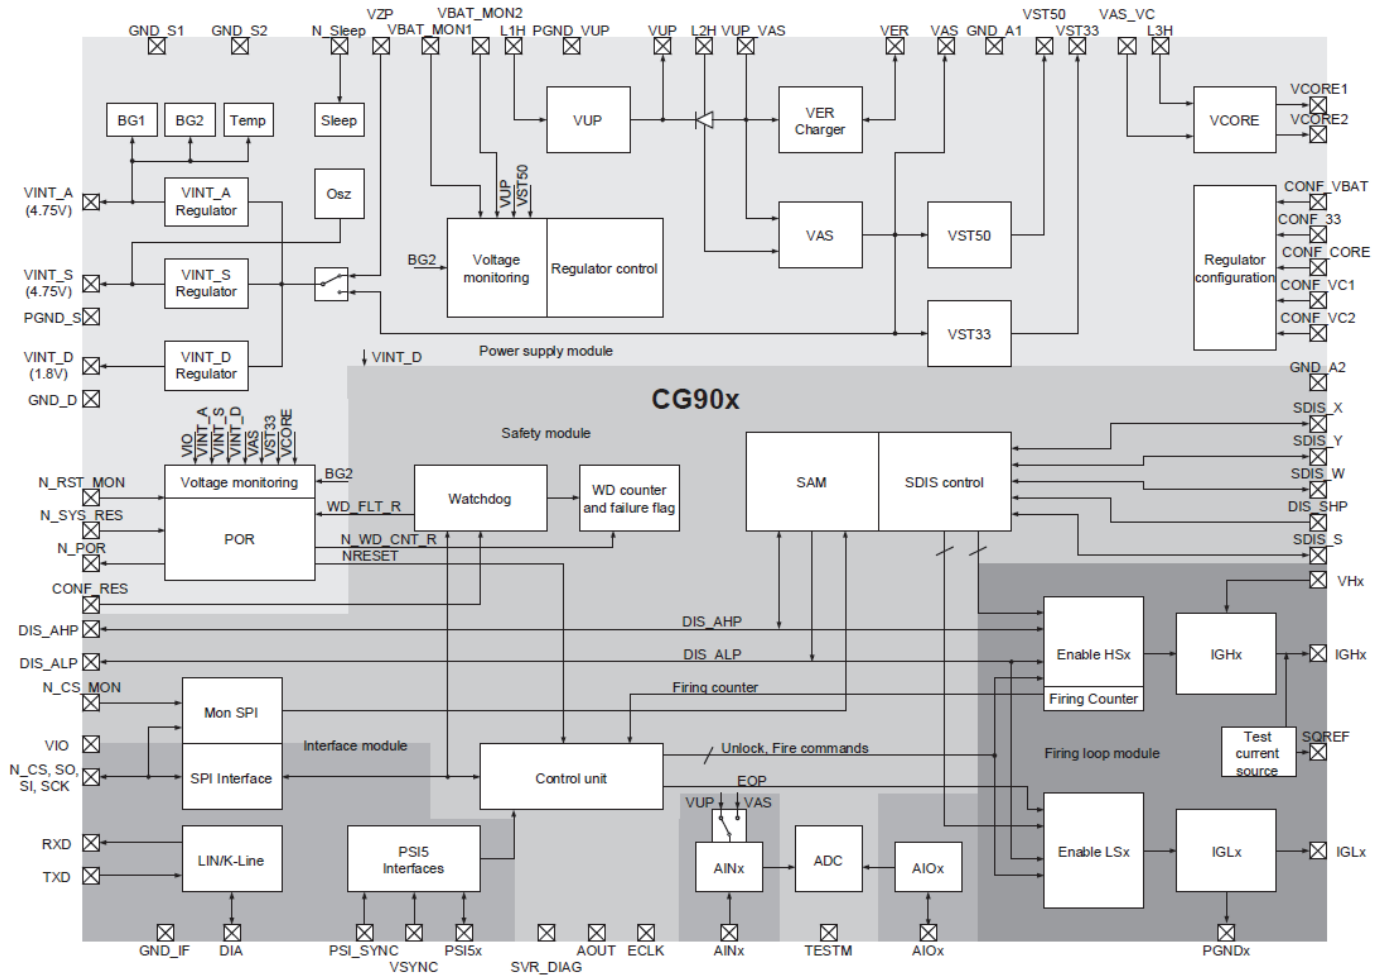 VZP
VBAT_MON2
VST50
VAS_VC
GND_S1
GND_S2
N_Sleep
VBAT_MON1
L1H
PGND_VUP
VUP
L2H
VUP_VAS
VER
VAS
GND_A1
VST33
L3H
BG1
BG2
Temp
Sleep
VUP
VER
Charger
VCORE
VCORE1
VCORE2
VINT_A
(4.75V)
VINT_A
Regulator
Osz
VUP
VST50
VAS
VST50
Regulator
configuration
CONF_VBAT
CONF_33
CONF_CORE
CONF_VC1
CONF_VC2
BG2
Voltage
monitoring
Regulator control
VINT_S
(4.75V)
VINT_S
Regulator
PGND_S
VST33
VINT_D
(1.8V)
VINT_D
Regulator
VINT_D
Power supply module
GND_D
GND_A2
CG90x
Safety module
VIO
VINT_A
VINT_S
VINT_D
VAS
VST33
VCORE
BG2
SDIS_X
SDIS_Y
SDIS_W
DIS_SHP
SDIS_S
N_RST_MON
Voltage monitoring
Watchdog
WD counter
and failure flag
SAM
SDIS control
N_SYS_RES
WD_FLT_R
POR
N_WD_CNT_R
N_POR
NRESET
CONF_RES
VHx
DIS_AHP
DIS_AHP
DIS_ALP
DIS_ALP
Enable HSx
IGHx
IGHx
N_CS_MON
Firing counter
Firing Counter
Mon SPI
VIO
Interface module
Unlock, Fire commands
Firing loop module
Test
current
source
SQREF
N_CS, SO,
SI, SCK
SPI Interface
Control unit
EOP
VUP
VAS
RXD
TXD
LIN/K-Line
PSI5
Interfaces
AINx
ADC
AIOx
Enable LSx
IGLx
IGLx
GND_IF
DIA
PSI_SYNC
VSYNC
PSI5x
SVR_DIAG
AOUT
ECLK
AINx
TESTM
AIOx
PGNDx